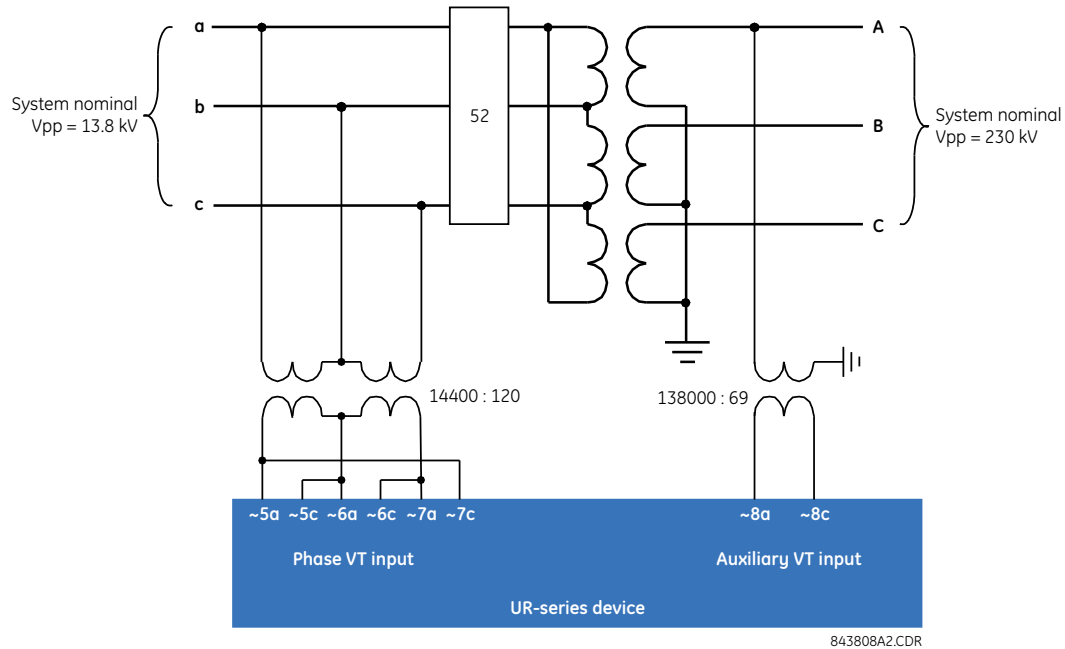 a
A
System nominal
Vpp = 13.8 kV
b
52
System nominal
Vpp = 230 kV
B
c
C
14400 : 120
138000 : 69
~5a ~5c ~6a ~6c ~7a ~7c
~8a ~8c
Phase VT input
Auxiliary VT input
UR-series device
843808A2.CDR